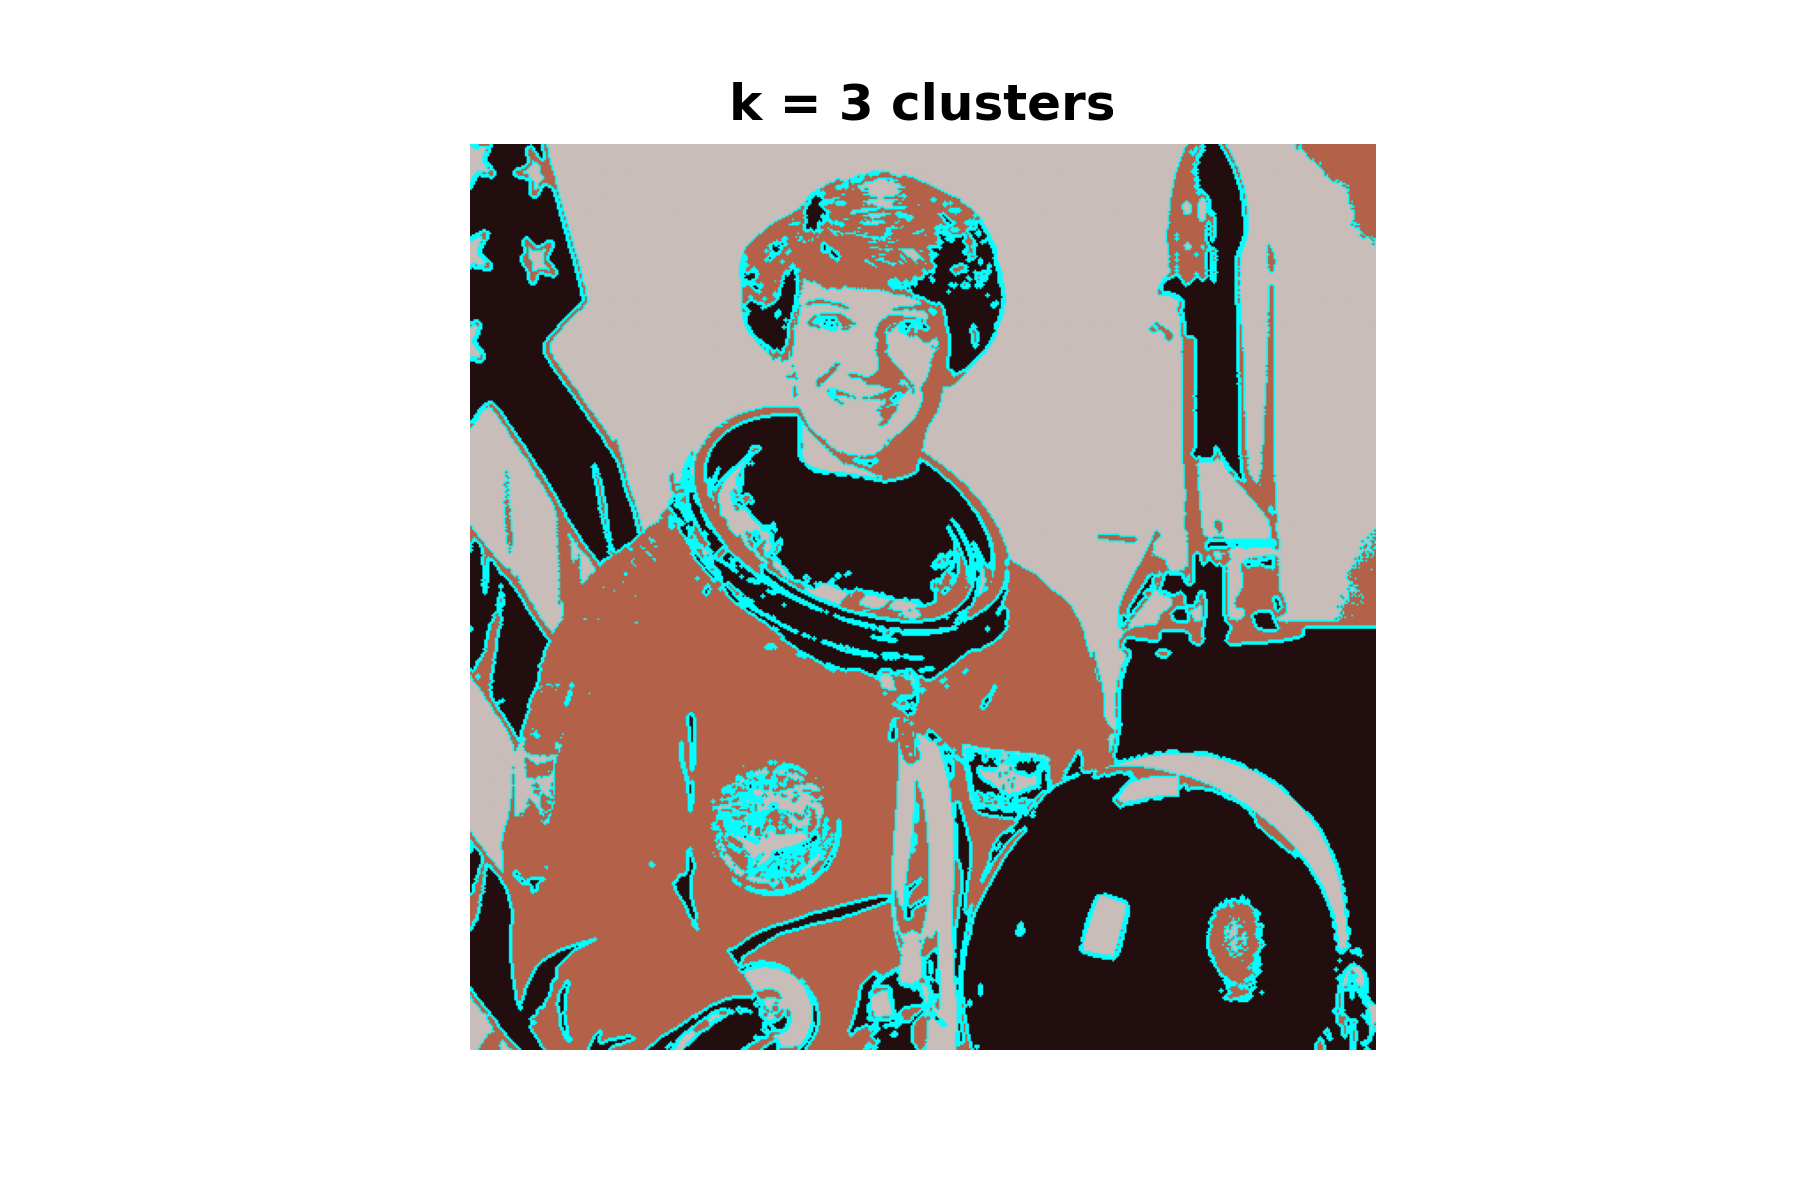 k = 3 clusters